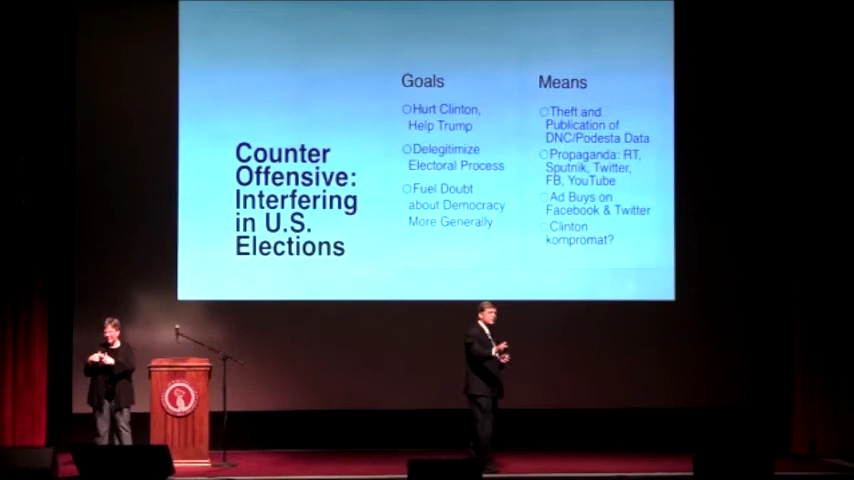 Counter
Offensive:
Interfering
in U.S.
Elections
Goals
Hurt Clinton,
Help Trump
Delegitimize
Electoral Process
Fuel Doubt
about Democracy
More Generally
Means
Theft and
Publication of
DNC/Podesta Data
Propaganda: RT,
Sputnik, Twitter,
FB, YouTube
Ad Buys on
Facebook & Twitter
Clinton
kompromat?